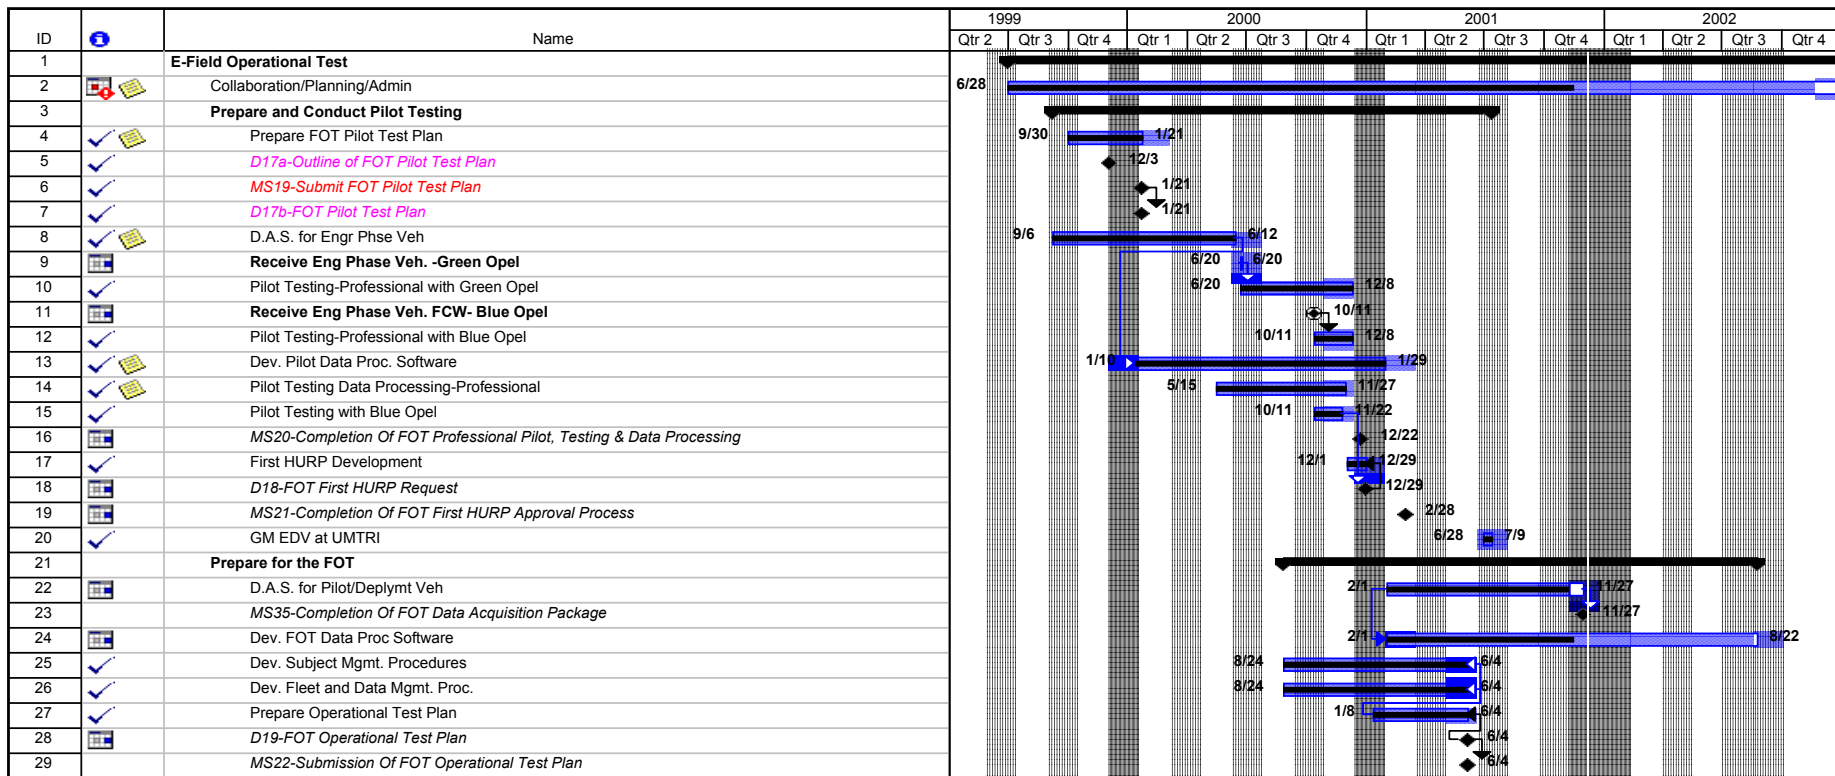 1999 2000 2001 2002
ID Name Qtr 2 Qtr 3 Qtr 4 Qtr 1 Qtr 2 Qtr 3 Qtr 4 Qtr 1 Qtr 2 Qtr 3 Qtr 4 Qtr 1 Qtr 2 Qtr 3 Qtr 4
1 E-Field Operational Test
2 Collaboration/Planning/Admin 6/28
3 Prepare and Conduct Pilot Testing
4 Prepare FOT Pilot Test Plan 9/30 1/21
5 D17a-Outline of FOT Pilot Test Plan 12/3
6 MS19-Submit FOT Pilot Test Plan 1/21
7 D17b-FOT Pilot Test Plan 1/21
8 D.A.S. for Engr Phse Veh 9/6 6/12
9 Receive Eng Phase Veh. -Green Opel 6/20 6/20
10 Pilot Testing-Professional with Green Opel 6/20 12/8
11 Receive Eng Phase Veh. FCW- Blue Opel 10/11
12 Pilot Testing-Professional with Blue Opel 10/11 12/8
13 Dev. Pilot Data Proc. Software 1/10 1/29
14 Pilot Testing Data Processing-Professional 5/15 11/27
15 Pilot Testing with Blue Opel 10/11 11/22
16 MS20-Completion Of FOT Professional Pilot, Testing & Data Processing 12/22
17 First HURP Development 12/1 12/29
18 D18-FOT First HURP Request 12/29
19 MS21-Completion Of FOT First HURP Approval Process 2/28
20 GM EDV at UMTRI 6/28 7/9
21 Prepare for the FOT
22 D.A.S. for Pilot/Deplymt Veh 2/1 11/27
23 MS35-Completion Of FOT Data Acquisition Package 11/27
24 Dev. FOT Data Proc Software 2/1 8/22
25 Dev. Subject Mgmt. Procedures 8/24 6/4
26 Dev. Fleet and Data Mgmt. Proc. 8/24 6/4
27 Prepare Operational Test Plan 1/8 6/4
28 D19-FOT Operational Test Plan 6/4
29 MS22-Submission Of FOT Operational Test Plan 6/4